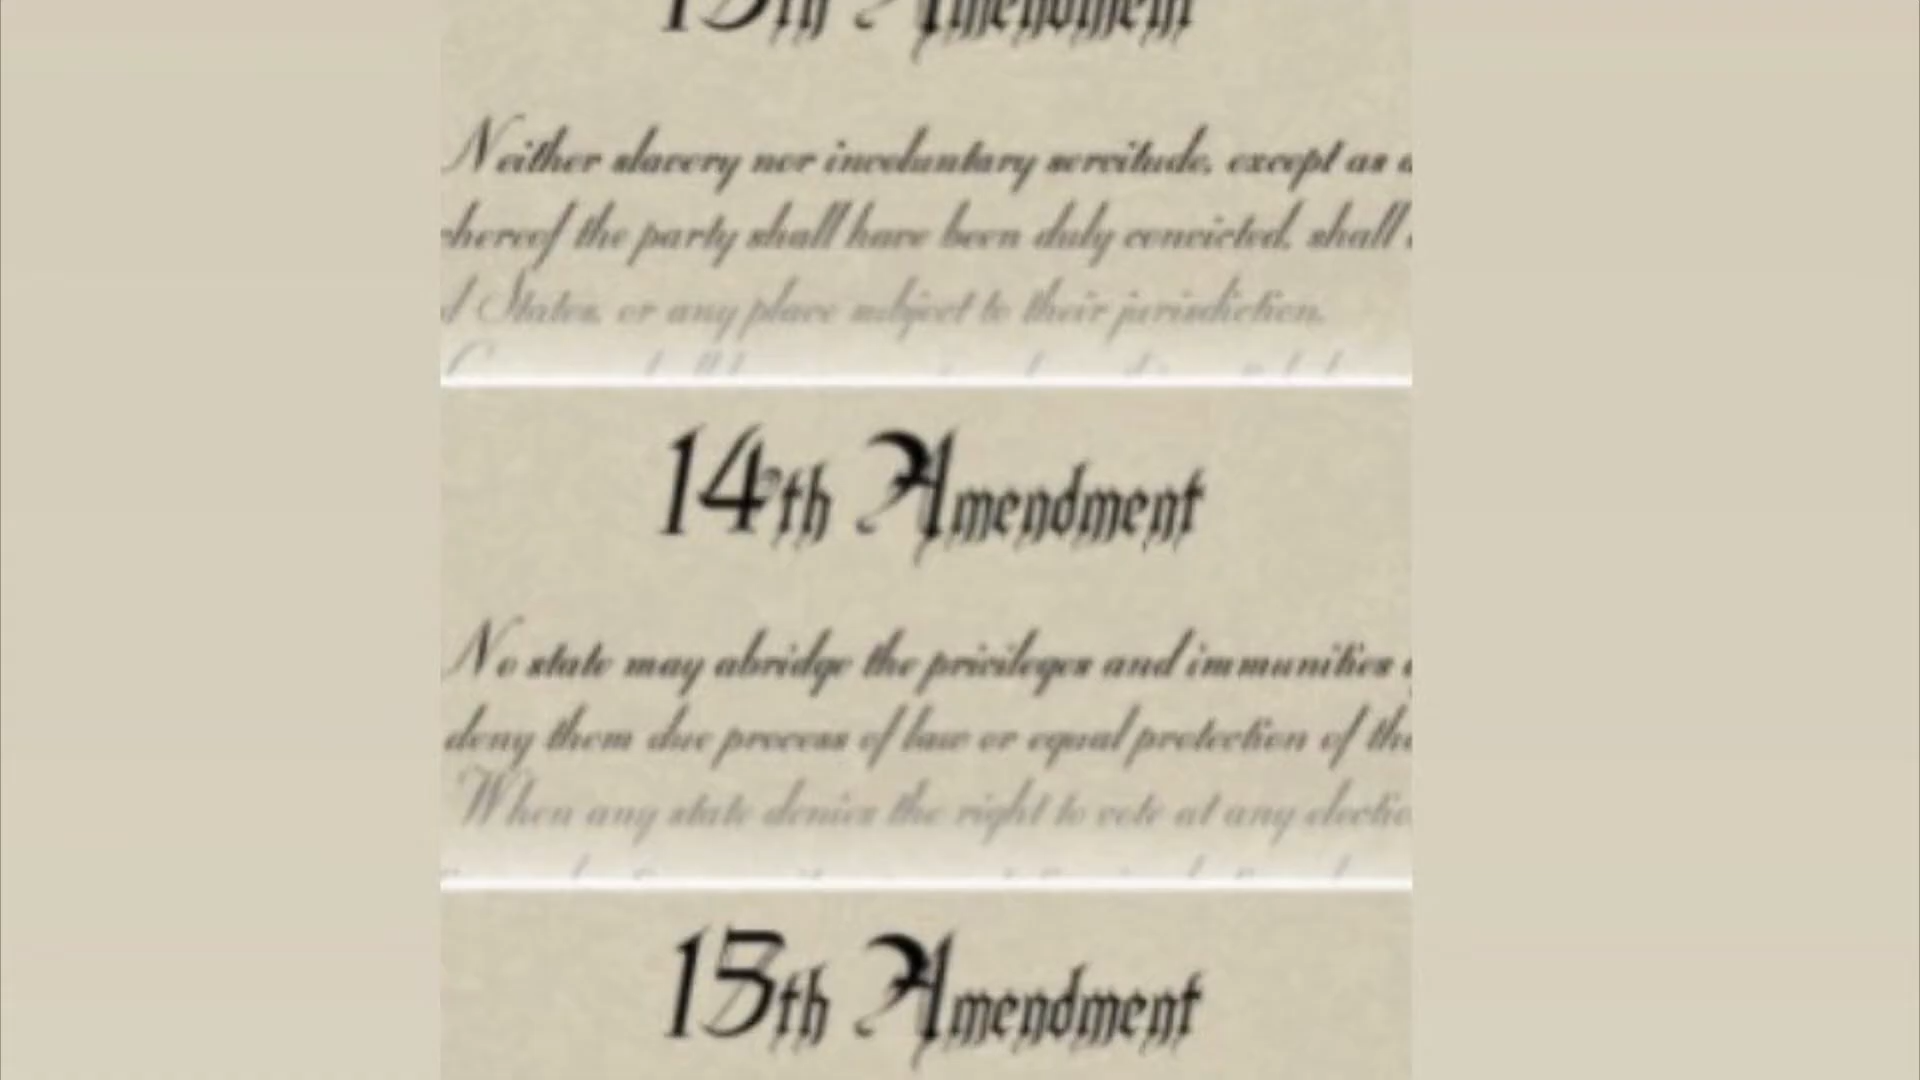 13th Amendment
Neither slavery nor involuntary servitude, except as a
whereof the party shall have been duly convicted, shall
d States, or any place subject to their jurisdiction.
14th Amendment
No state may abridge the privileges and immunities
deny them due process of law or equal protection of the
When any state denies the right to vote at any electio
15th Amendment